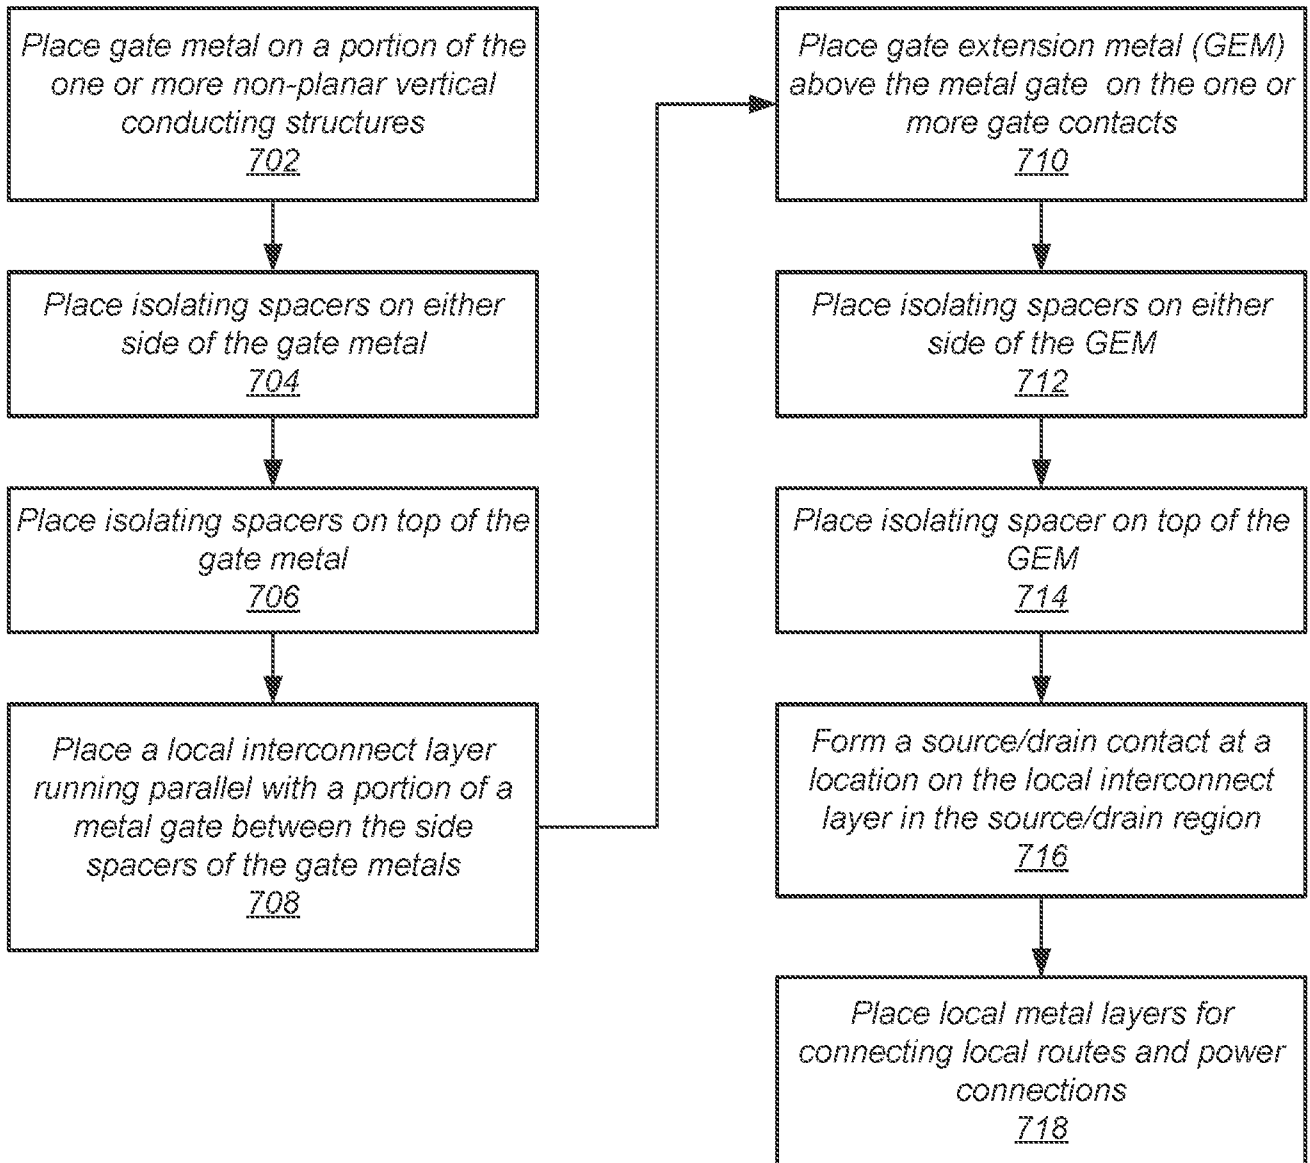 Place gate metal on a portion of the
one or more non-planar vertical
conducting structures
702
Place isolating spacers on either
side of the gate metal
704
Place isolating spacers on top of the
gate metal
706
Place a local interconnect layer
running parallel with a portion of a
metal gate between the side
spacers of the gate metals
708
Place gate extension metal (GEM)
above the metal gate on the one or
more gate contacts
710
Place isolating spacers on either
side of the GEM
712
Place isolating spacer on top of the
GEM
714
Form a source/drain contact at a
location on the local interconnect
layer in the source/drain region
716
Place local metal layers for
connecting local routes and power
connections
718